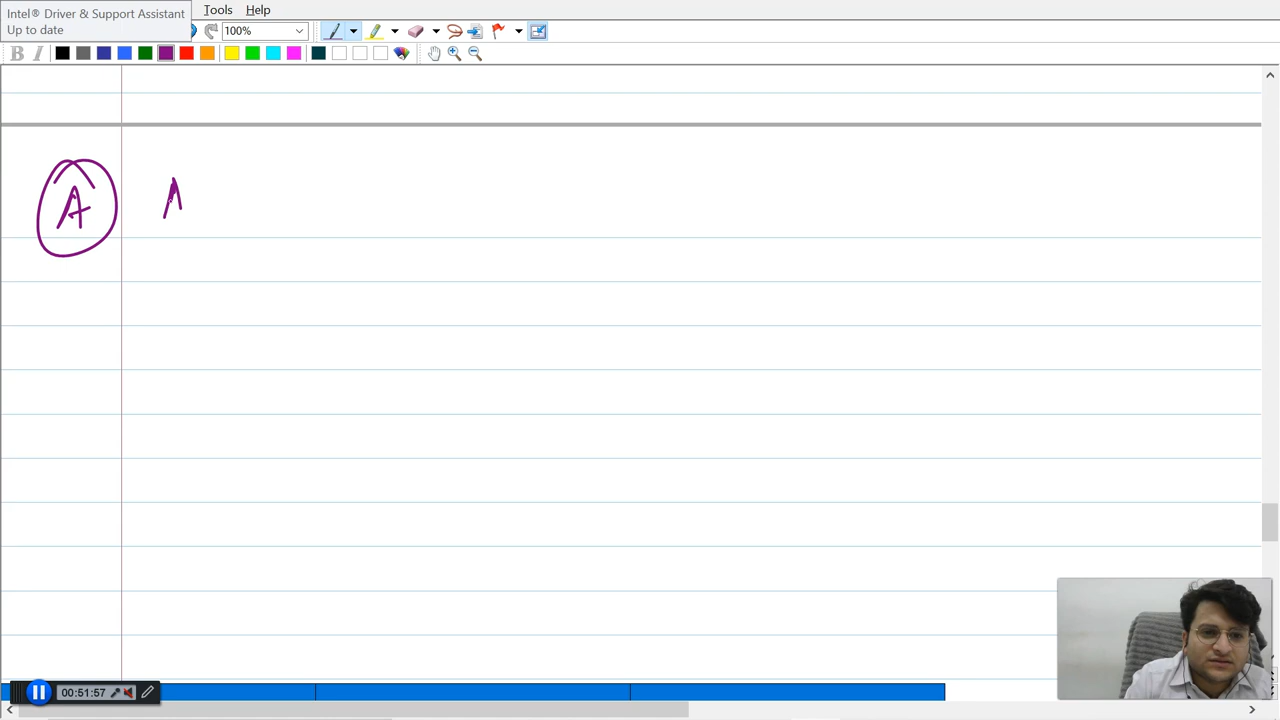 Intel® Driver & Support Assistant
Up to date
Tools Help
100%
B I
A A
00:51:57